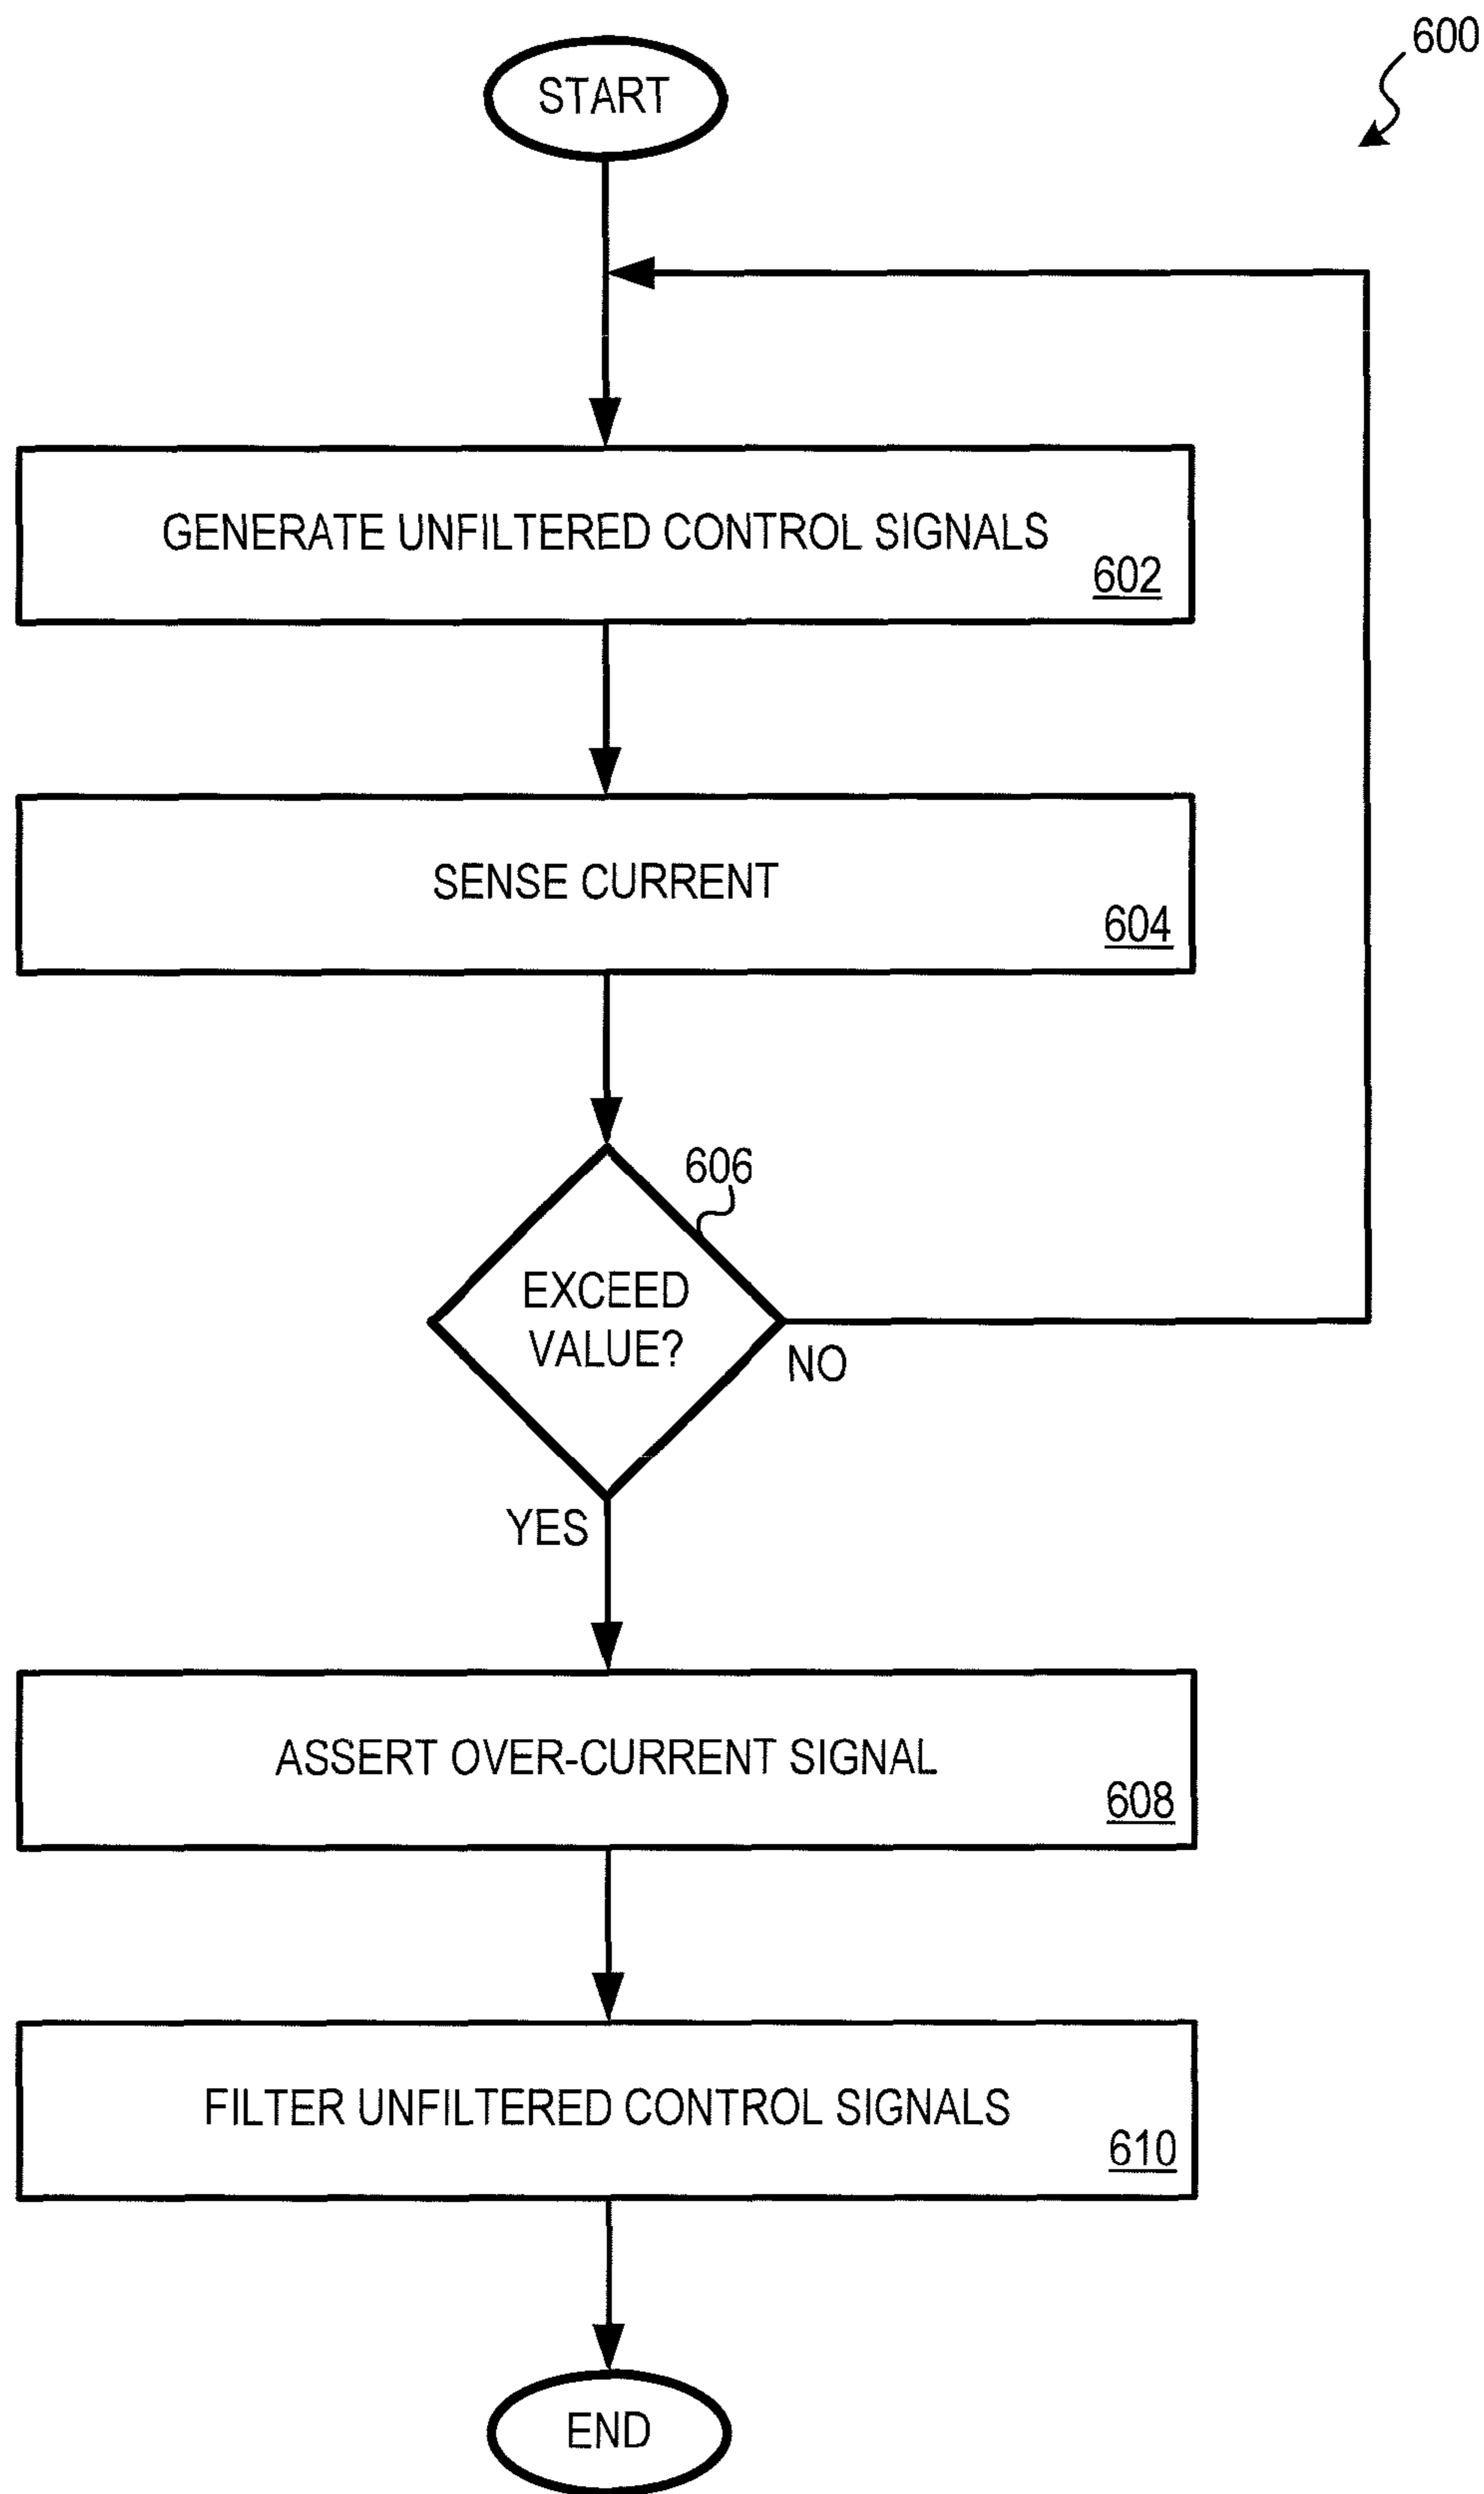 600
START
GENERATE UNFILTERED CONTROL SIGNALS
602
SENSE CURRENT
604
606
EXCEED
VALUE?
NO
YES
ASSERT OVER-CURRENT SIGNAL
608
FILTER UNFILTERED CONTROL SIGNALS
610
END